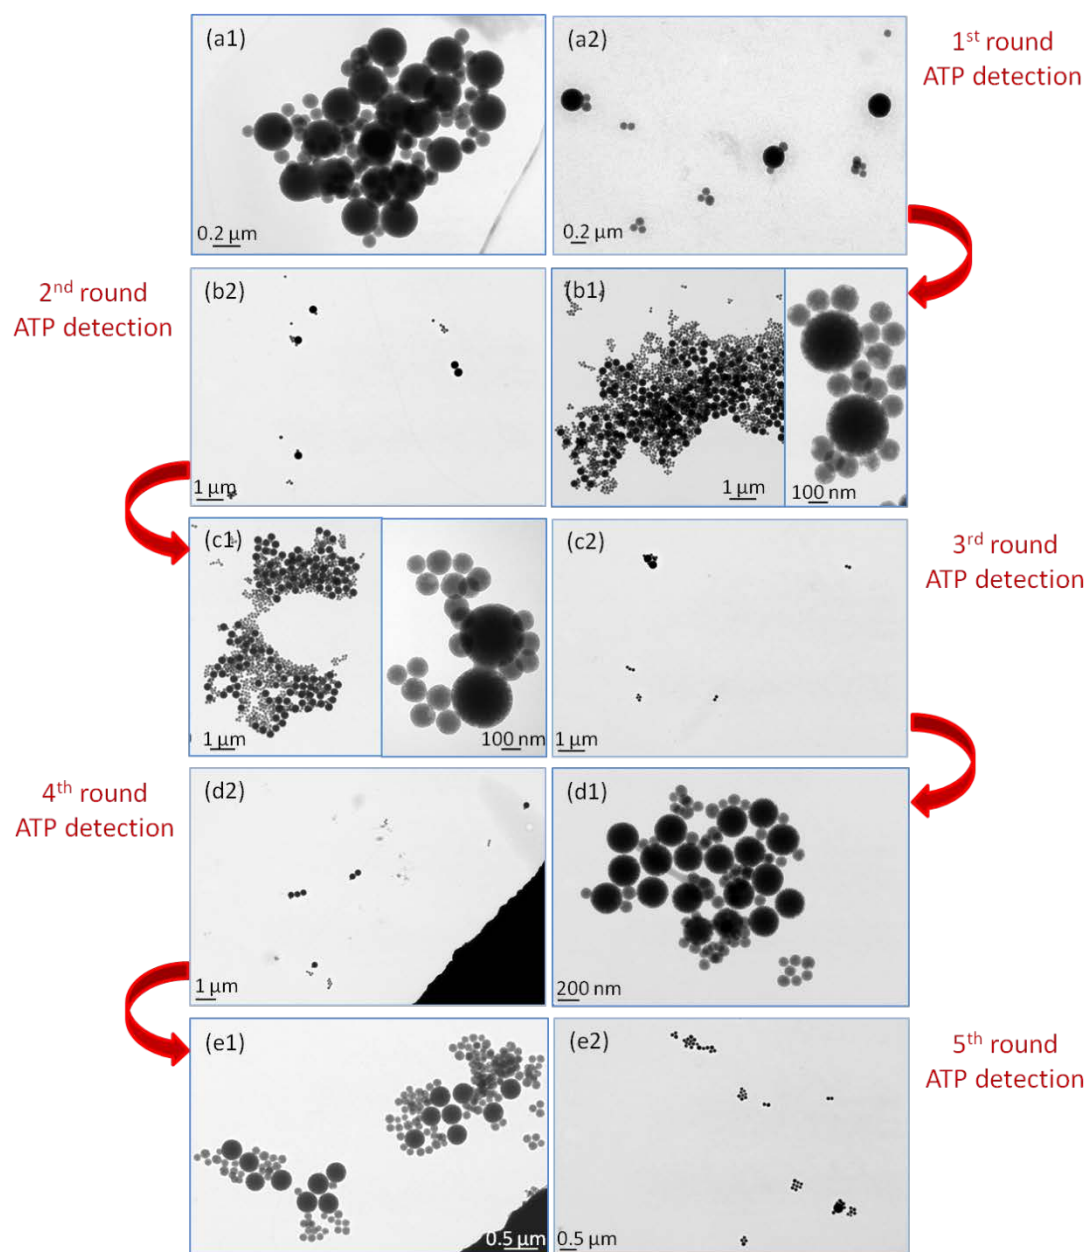 (a1)
0.2 µm
(a2)
0.2 µm
1st round
ATP detection
2nd round
ATP detection
(b2)
1 µm
(b1)
1 µm
100 nm
(c1)
1 µm
100 nm
(c2)
1 µm
3rd round
ATP detection
4th round
ATP detection
(d2)
1 µm
(d1)
200 nm
(e1)
0.5 µm
(e2)
0.5 µm
5th round
ATP detection